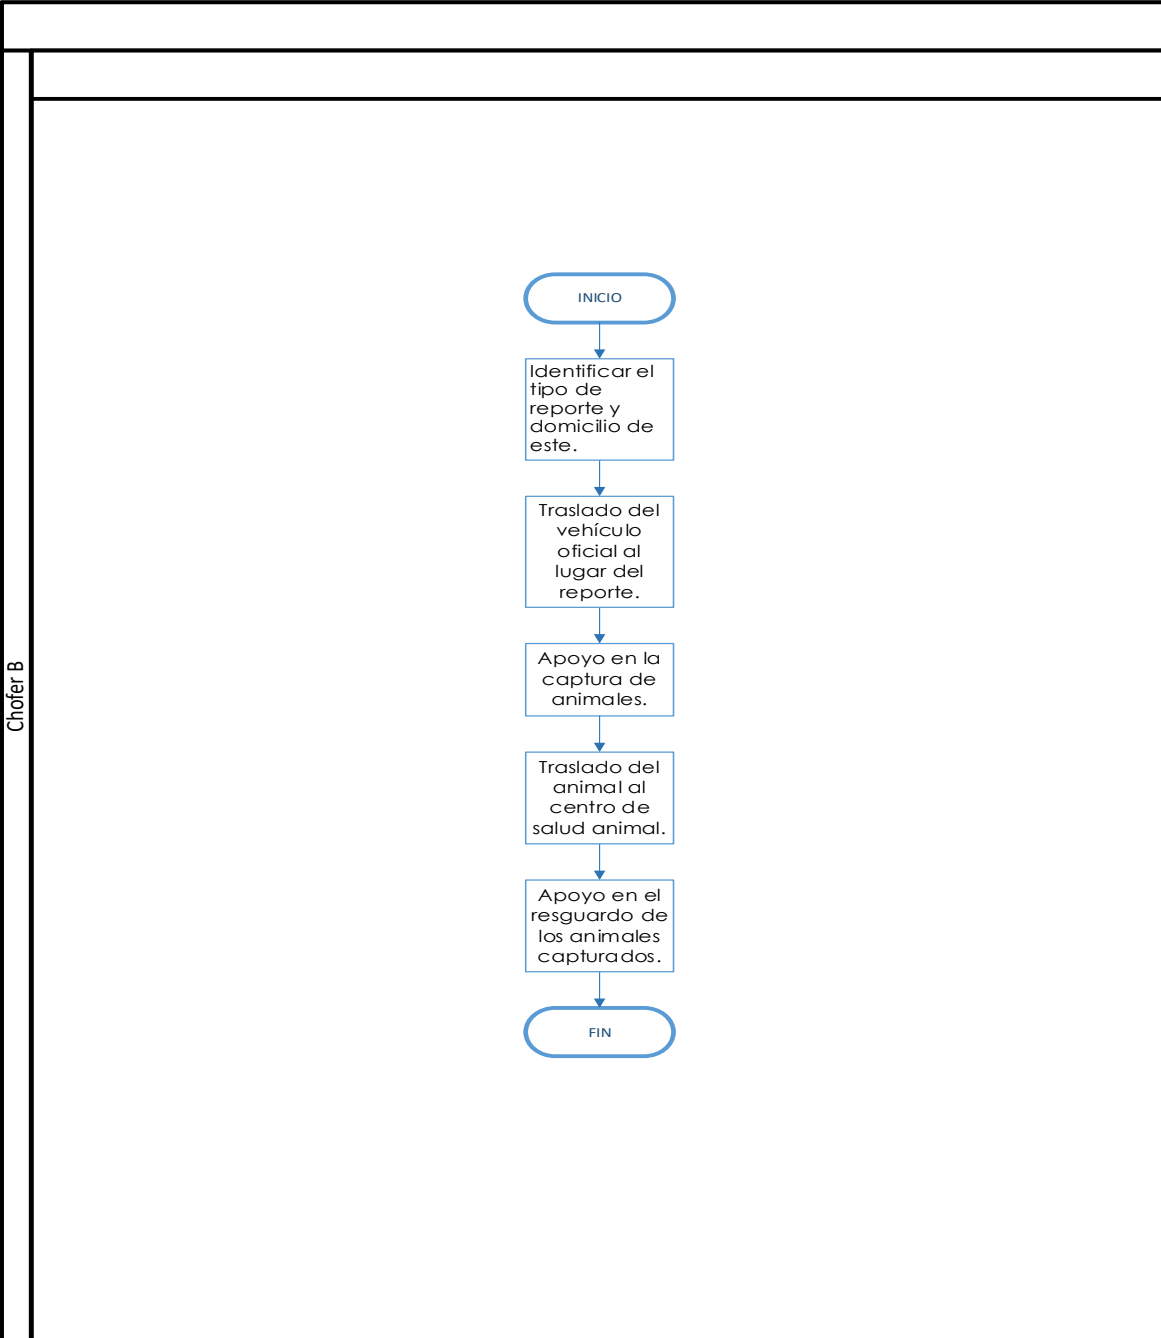 Chofer B
INICIO
Identificar el
tipo de
reporte y
domicilio de
este.
Traslado del
vehículo
oficial al
lugar del
reporte.
Apoyo en la
captura de
animales.
Traslado del
animal al
centro de
salud animal.
Apoyo en el
resguardo de
los animales
capturados.
FIN